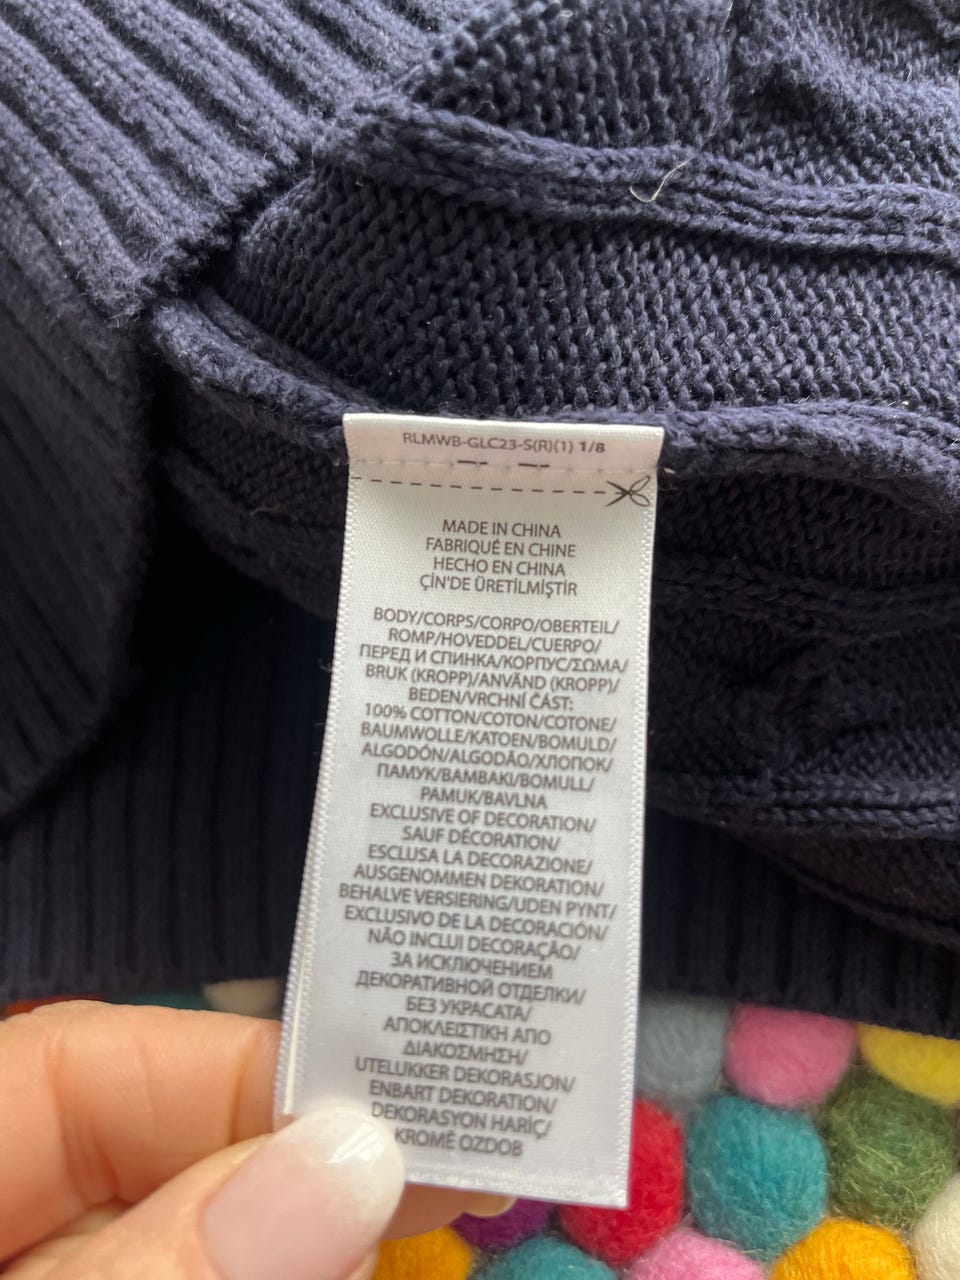 RLMWB-GLC23-S(R)(1) 1/8
MADE IN CHINA
FABRIQUÉ EN CHINE
HECHO EN CHINA
ÇİN'DE ÜRETİLMİŞTİR
BODY/CORPS/CORPO/OBERTEIL/
ROMP/HOVEDDEL/CUERPO/
ПЕРЕД И СПИНКА/КОРПУС/ΣΩΜΑ/
BRUK (KROPP)/ANVÄND (KROPP)/
BEDEN/VRCHNÍ ČÁST:
100% COTTON/COTON/COTONE/
BAUMWOLLE/KATOEN/BOMULD/
ALGODÓN/ALGODÃO/ХЛОПОК/
ПАМУК/ΒΑΜΒΑΚΙ/BOMULL/
PAMUK/BAVLNA
EXCLUSIVE OF DECORATION/
SAUF DÉCORATION/
ESCLUSA LA DECORAZIONE/
AUSGENOMMEN DEKORATION/
BEHALVE VERSIERING/UDEN PYNT/
EXCLUSIVO DE LA DECORACIÓN/
NÃO INCLUI DECORAÇÃO/
ЗА ИСКЛЮЧЕНИЕМ
ДЕКОРАТИВНОЙ ОТДЕЛКИ/
БЕЗ УКРАСАТА/
ΑΠΟΚΛΕΙΣΤΙΚΗ ΑΠΟ
ΔΙΑΚΟΣΜΗΣΗ/
UTELUKKER DEKORASJON/
ENBART DEKORATION/
DEKORASYON HARİÇ/
KROMĚ OZDOB